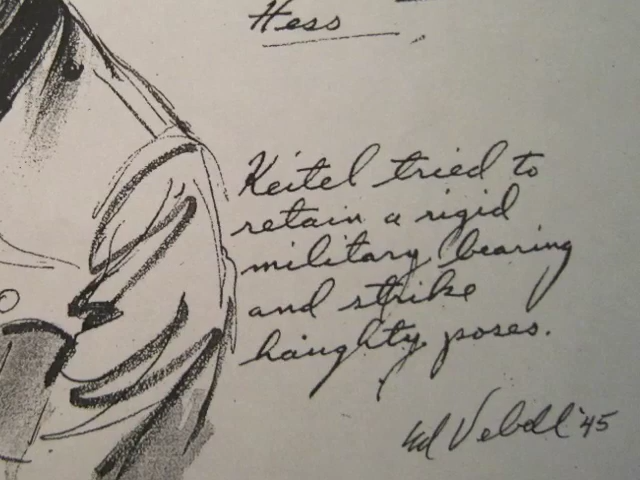 Hess
Keitel tried to
retain a rigid
military bearing
and strike
haughty poses.
Ed Vebell '45